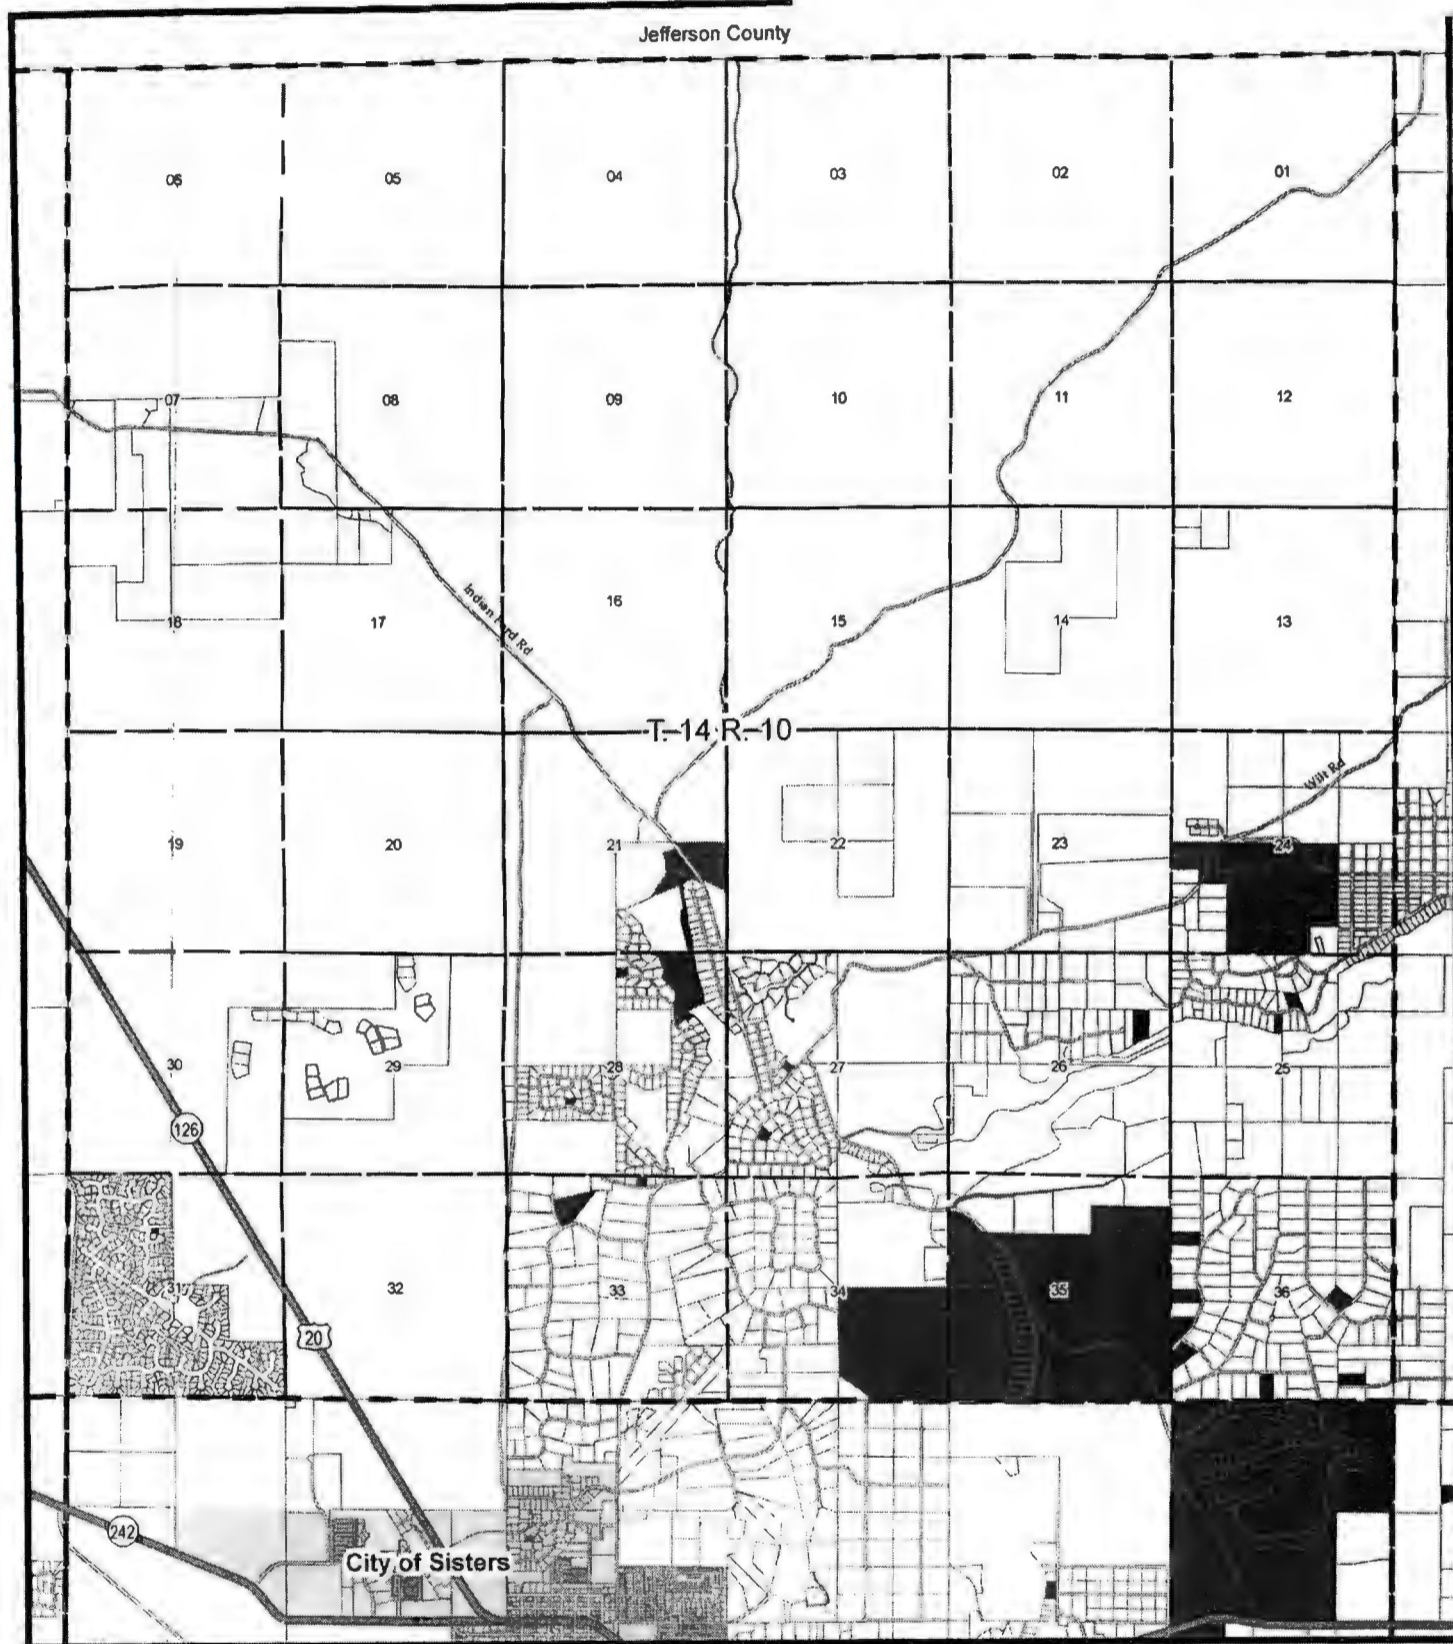 Jefferson County
06 05 04 03 02 01
07 08 09 10 11 12
18 17 16 15 14 13
Indian Ford Rd
T. 14 R. 10
Wilt Rd
19 20 21 22 23 24
30 29 28 27 26 25
126
31 32 33 34 35 36
20
242
City of Sisters